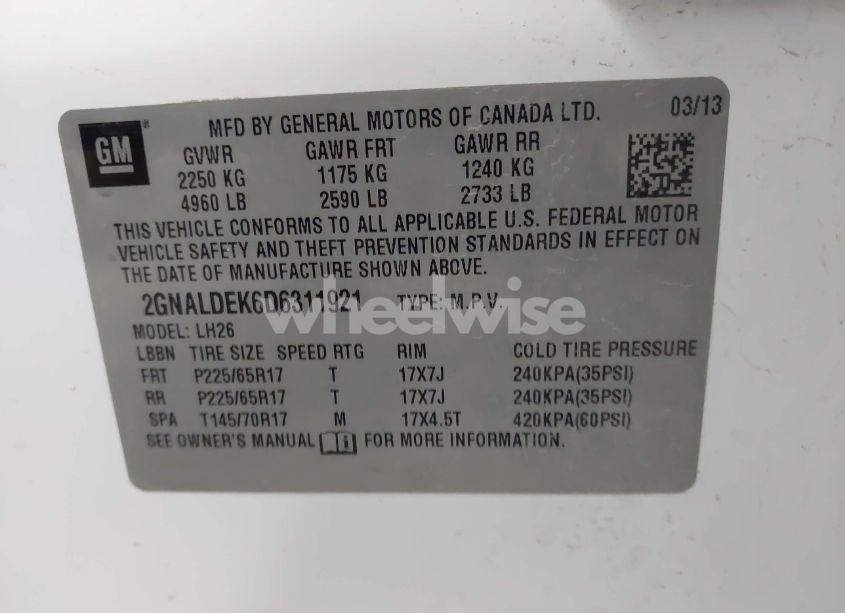 GM
MFD BY GENERAL MOTORS OF CANADA LTD. 03/13
GVWR GAWR FRT GAWR RR
2250 KG 1175 KG 1240 KG
4960 LB 2590 LB 2733 LB
THIS VEHICLE CONFORMS TO ALL APPLICABLE U.S. FEDERAL MOTOR
VEHICLE SAFETY AND THEFT PREVENTION STANDARDS IN EFFECT ON
THE DATE OF MANUFACTURE SHOWN ABOVE.
2GNALDEK6D6311921 TYPE: M.P.V.
wheelwise
MODEL: LH26
LBBN TIRE SIZE SPEED RTG RIM COLD TIRE PRESSURE
FRT P225/65R17 T 17X7J 240KPA(35PSI)
RR P225/65R17 T 17X7J 240KPA(35PSI)
SPA T145/70R17 M 17X4.5T 420KPA(60PSI)
SEE OWNER'S MANUAL FOR MORE INFORMATION.